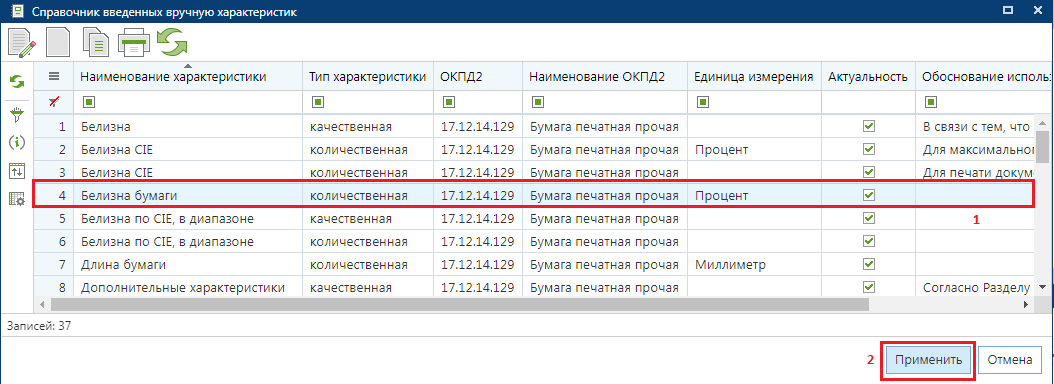 Справочник введенных вручную характеристик
Наименование характеристики Тип характеристики ОКПД2 Наименование ОКПД2 Единица измерения Актуальность Обоснование использ
1 Белизна качественная 17.12.14.129 Бумага печатная прочая В связи с тем, что
2 Белизна CIE количественная 17.12.14.129 Бумага печатная прочая Процент Для максимальног
3 Белизна CIE количественная 17.12.14.129 Бумага печатная прочая Для печати докум
4 Белизна бумаги количественная 17.12.14.129 Бумага печатная прочая Процент
5 Белизна по CIE, в диапазоне качественная 17.12.14.129 Бумага печатная прочая 1
6 Белизна по CIE, в диапазоне количественная 17.12.14.129 Бумага печатная прочая
7 Длина бумаги количественная 17.12.14.129 Бумага печатная прочая Миллиметр
8 Дополнительные характеристики качественная 17.12.14.129 Бумага печатная прочая Согласно Разделу
Записей: 37
2 Применить Отмена